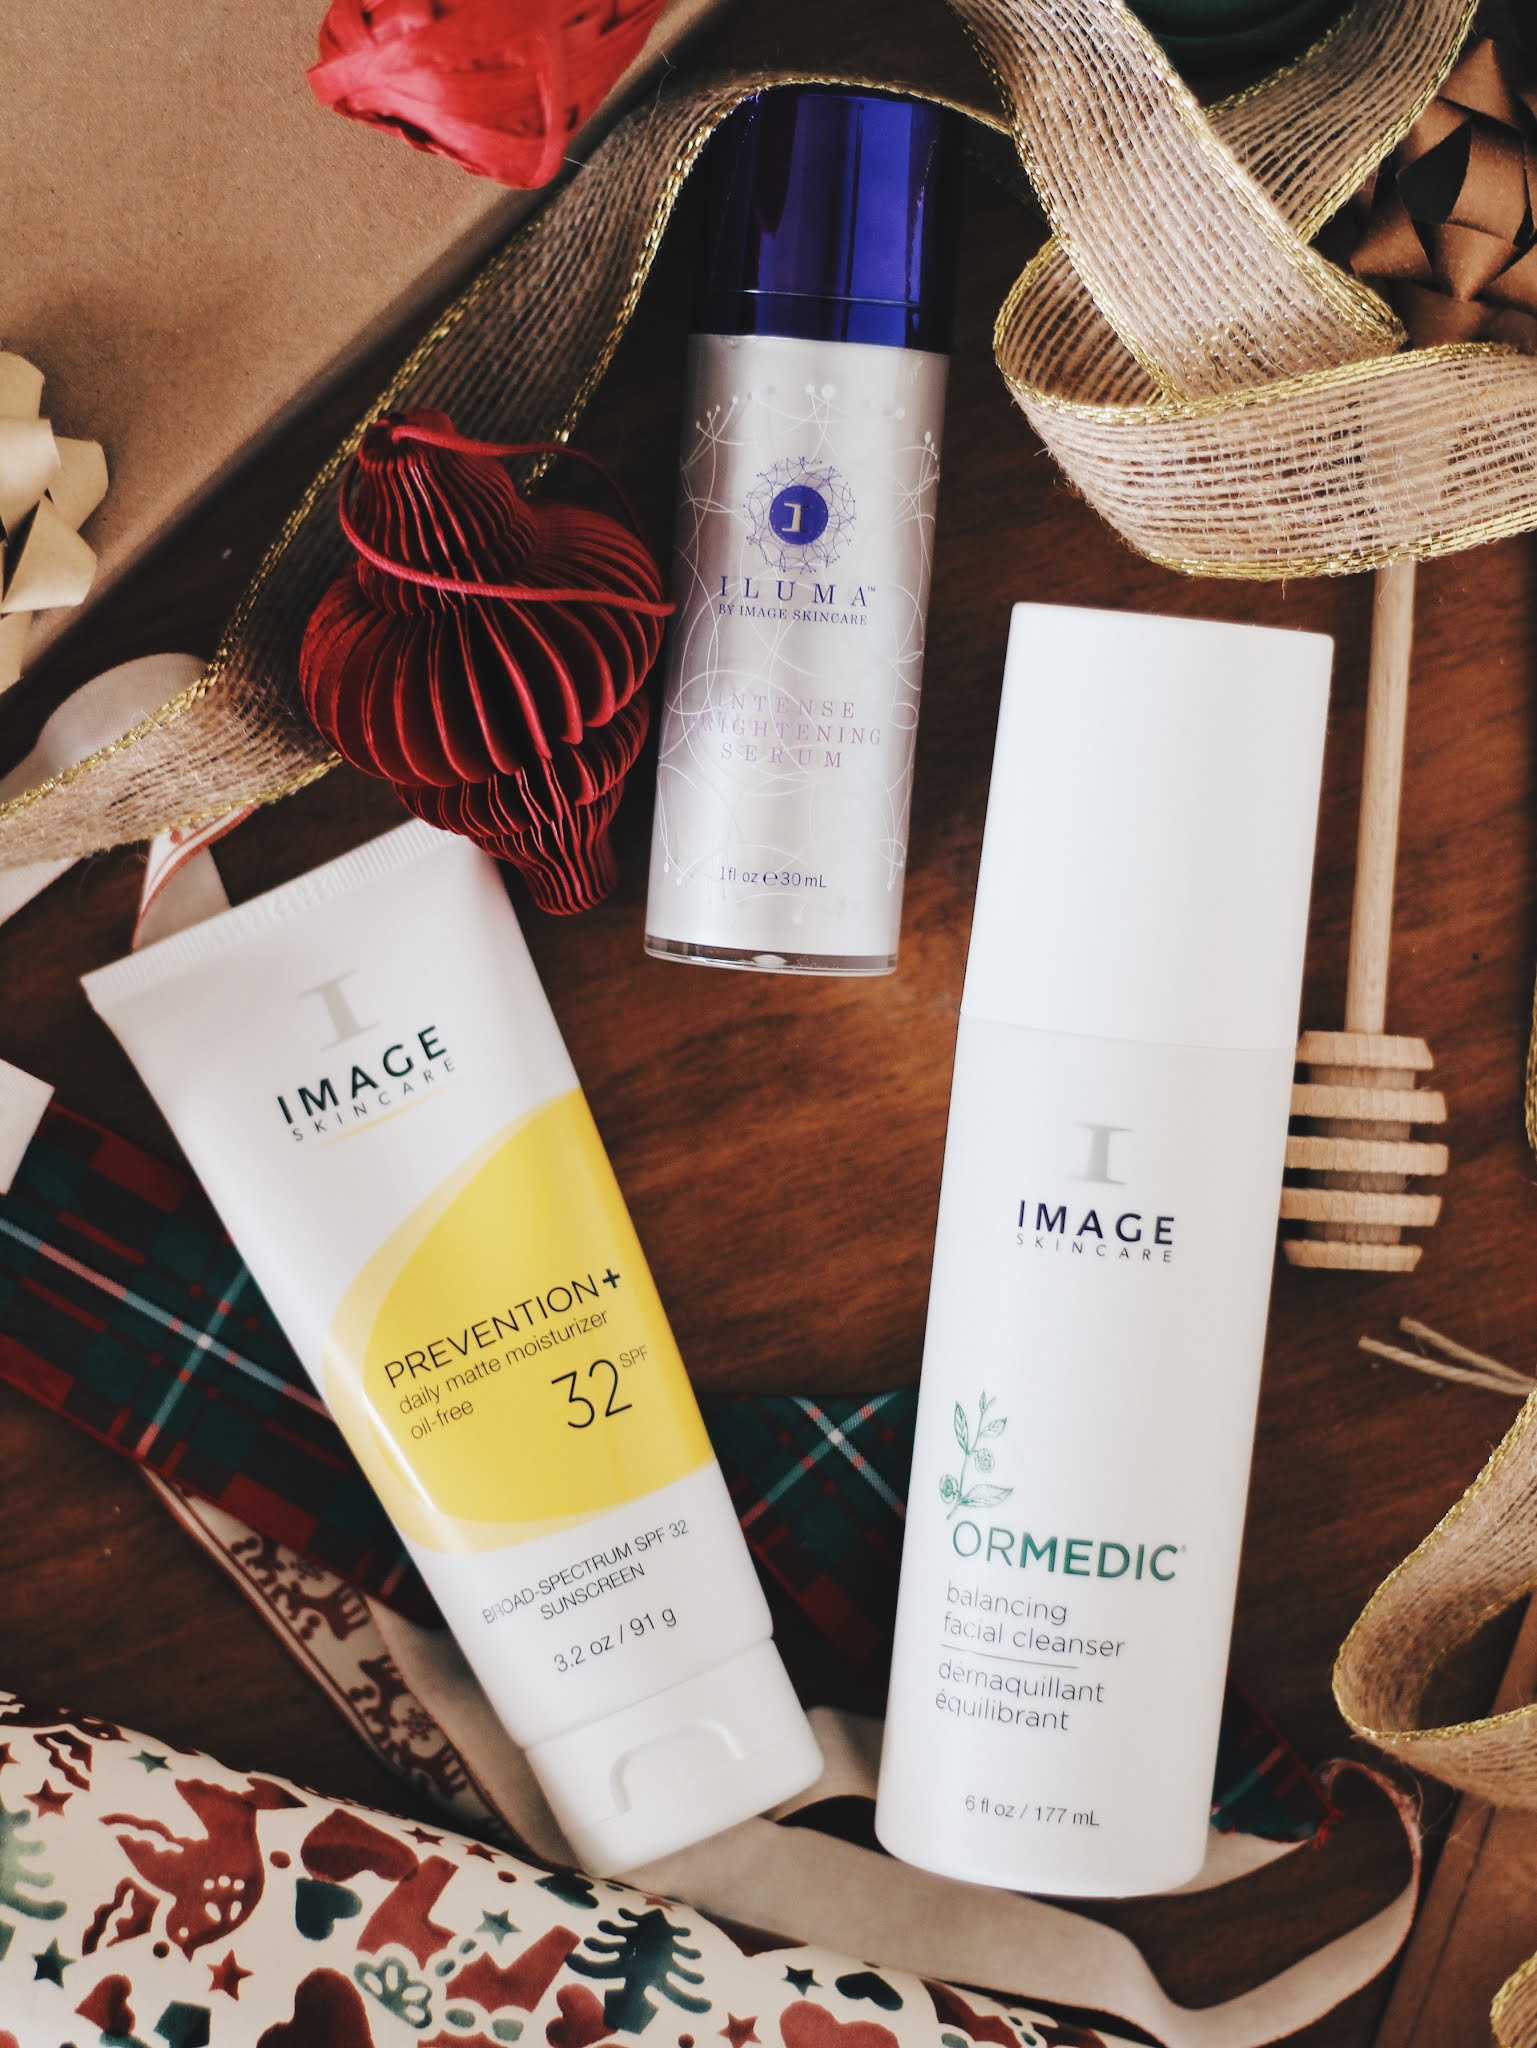 I
ILUMA™
BY IMAGE SKINCARE
INTENSE
BRIGHTENING
SERUM
1 fl oz ℮ 30 mL
I
IMAGE
SKINCARE
PREVENTION+
daily matte moisturizer
oil-free
32 SPF
BROAD-SPECTRUM SPF 32
SUNSCREEN
3.2 oz / 91 g
I
IMAGE
SKINCARE
ORMEDIC®
balancing
facial cleanser
démaquillant
équilibrant
6 fl oz / 177 mL